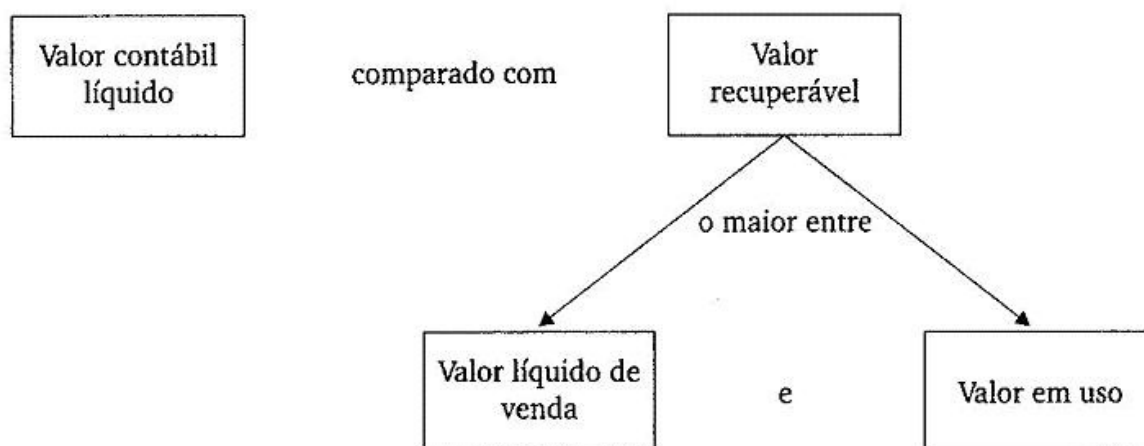 Valor contábil
líquido
comparado com
Valor
recuperável
o maior entre
Valor líquido de
venda
e
Valor em uso